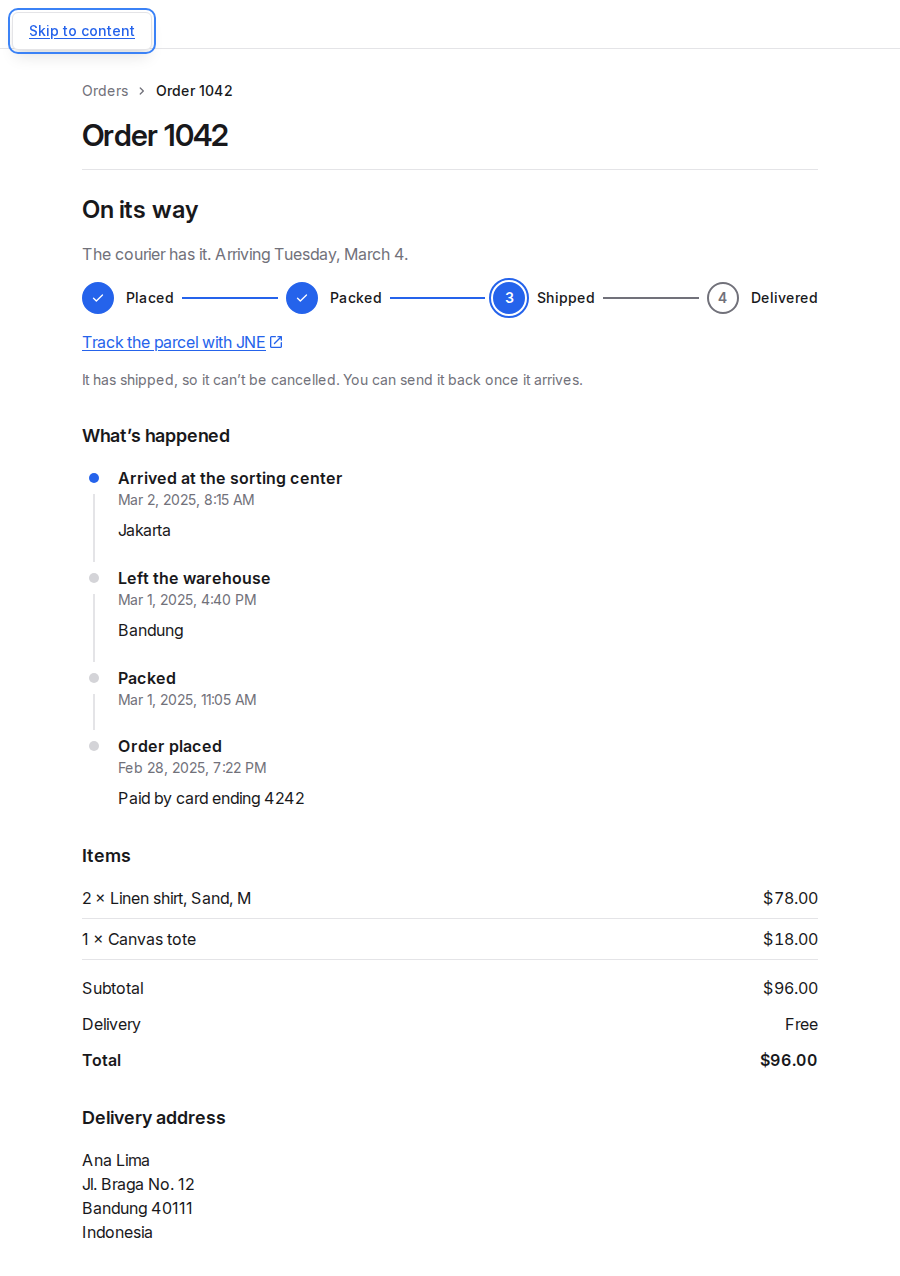 Skip to content
Orders > Order 1042
Order 1042
On its way
The courier has it. Arriving Tuesday, March 4.
Placed Packed 3 Shipped 4 Delivered
Track the parcel with JNE
It has shipped, so it can’t be cancelled. You can send it back once it arrives.
What’s happened
Arrived at the sorting center
Mar 2, 2025, 8:15 AM
Jakarta
Left the warehouse
Mar 1, 2025, 4:40 PM
Bandung
Packed
Mar 1, 2025, 11:05 AM
Order placed
Feb 28, 2025, 7:22 PM
Paid by card ending 4242
Items
2 × Linen shirt, Sand, M $78.00
1 × Canvas tote $18.00
Subtotal $96.00
Delivery Free
Total $96.00
Delivery address
Ana Lima
Jl. Braga No. 12
Bandung 40111
Indonesia